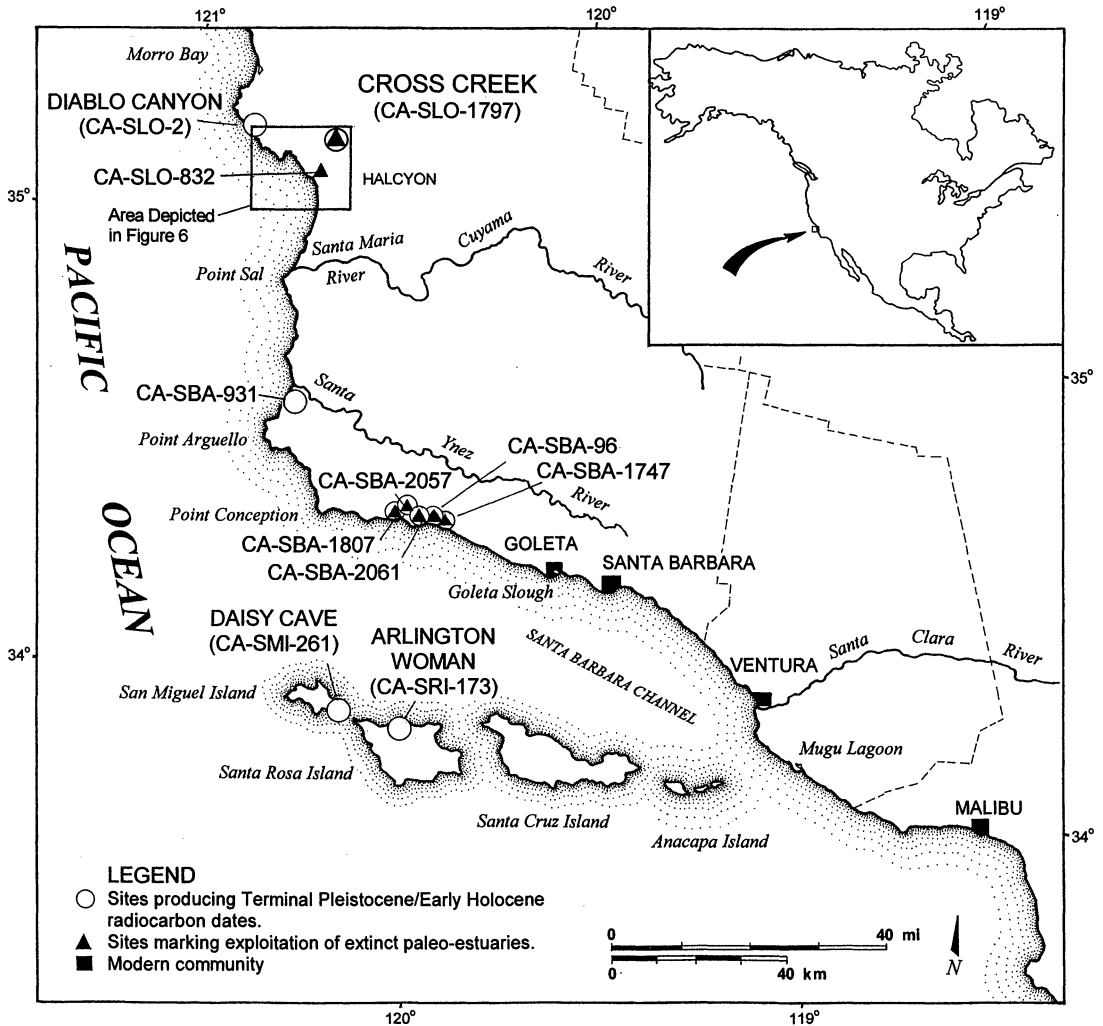 121°
120°
119°
Morro Bay
CROSS CREEK
(CA-SLO-1797)
DIABLO CANYON
(CA-SLO-2)
CA-SLO-832
HALCYON
35°
Area Depicted
in Figure 6
Santa Maria
River
Cuyama
River
Point Sal
PACIFIC
OCEAN
35°
CA-SBA-931
Santa
Ynez
River
Point Arguello
CA-SBA-96
CA-SBA-1747
CA-SBA-2057
Point Conception
CA-SBA-1807
CA-SBA-2061
GOLETA
SANTA BARBARA
Goleta Slough
DAISY CAVE
(CA-SMI-261)
ARLINGTON
WOMAN
(CA-SRI-173)
SANTA BARBARA CHANNEL
34°
VENTURA
Santa
Clara
River
San Miguel Island
Mugu Lagoon
Santa Rosa Island
Santa Cruz Island
Anacapa Island
MALIBU
34°
LEGEND
Sites producing Terminal Pleistocene/Early Holocene
radiocarbon dates.
Sites marking exploitation of extinct paleo-estuaries.
Modern community
0
40 mi
0
40 km
N
120°
119°